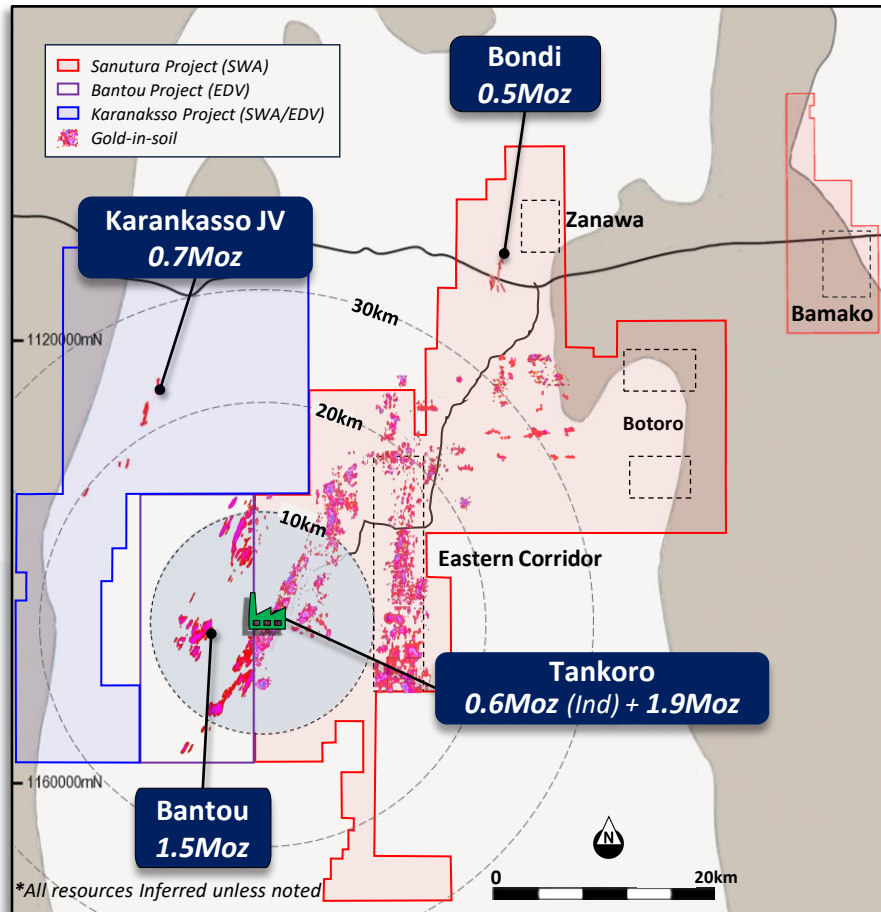 Sanutura Project (SWA)
Bantou Project (EDV)
Karanaksso Project (SWA/EDV)
Gold-in-soil
Bondi
0.5Moz
Karankasso JV
0.7Moz
Zanawa
Bamako
30km
1120000mN
20km
Botoro
10km
Eastern Corridor
Tankoro
0.6Moz (Ind) + 1.9Moz
1160000mN
Bantou
1.5Moz
N
*All resources Inferred unless noted
0
20km